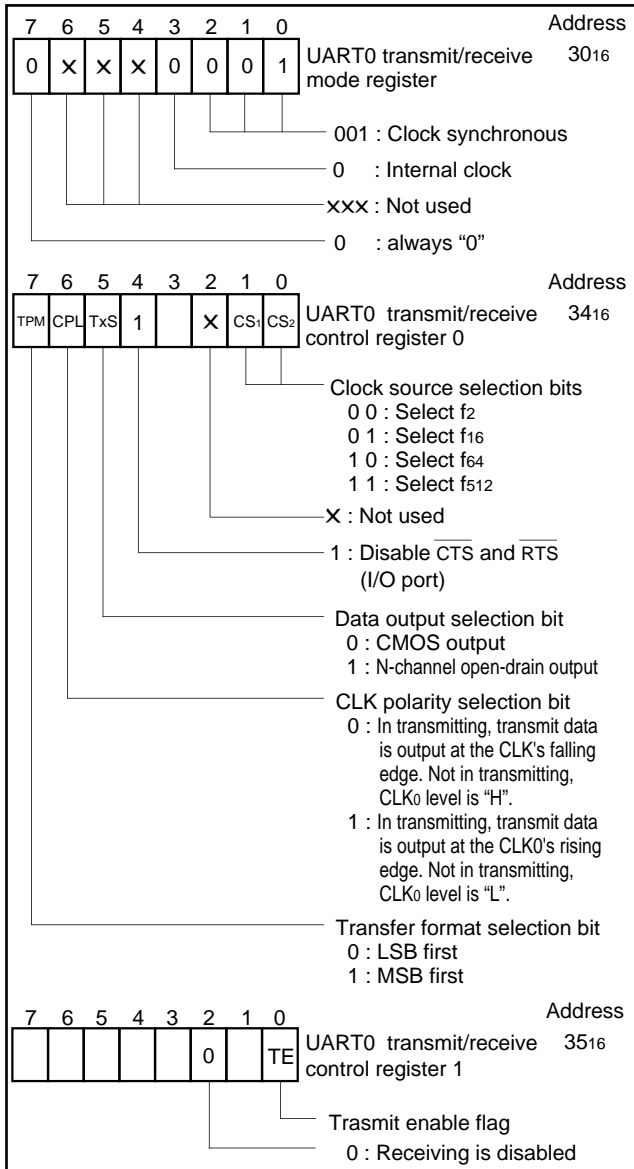 7 6 5 4 3 2 1 0 Address
0 × × × 0 0 0 1 UART0 transmit/receive 3016
mode register
001 : Clock synchronous
0 : Internal clock
××× : Not used
0 : always “0”
7 6 5 4 3 2 1 0 Address
TPM CPL TxS 1 × CS1 CS2 UART0 transmit/receive 3416
control register 0
Clock source selection bits
0 0 : Select f2
0 1 : Select f16
1 0 : Select f64
1 1 : Select f512
× : Not used
1 : Disable CTS and RTS
(I/O port)
Data output selection bit
0 : CMOS output
1 : N-channel open-drain output
CLK polarity selection bit
0 : In transmitting, transmit data
is output at the CLK's falling
edge. Not in transmitting,
CLK0 level is “H”.
1 : In transmitting, transmit data
is output at the CLK0's rising
edge. Not in transmitting,
CLK0 level is “L”.
Transfer format selection bit
0 : LSB first
1 : MSB first
7 6 5 4 3 2 1 0 Address
0 TE UART0 transmit/receive 3516
control register 1
Trasmit enable flag
0 : Receiving is disabled